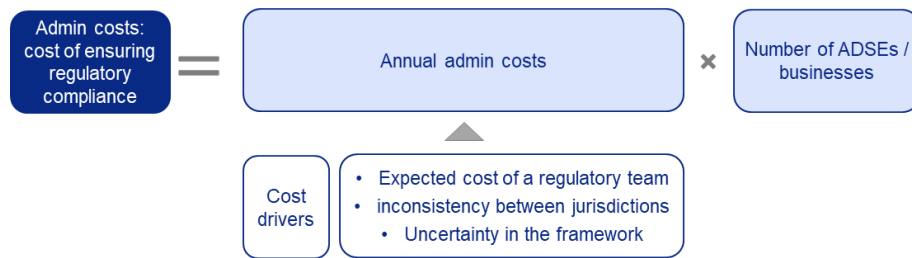 Admin costs:
cost of ensuring
regulatory
compliance
=
Annual admin costs
×
Number of ADSEs /
businesses
Cost
drivers
• Expected cost of a regulatory team
• inconsistency between jurisdictions
• Uncertainty in the framework